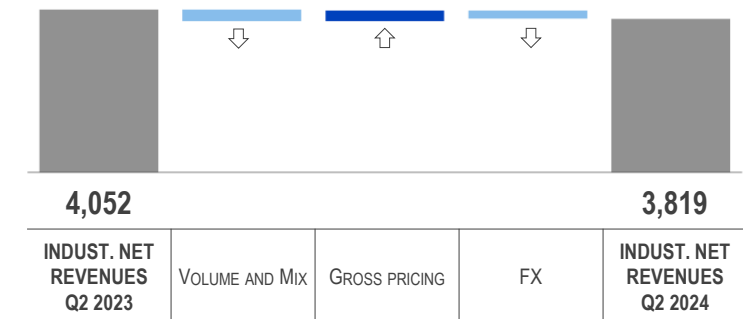 4,052
3,819
INDUST. NET
REVENUES
Q2 2023
VOLUME AND MIX
GROSS PRICING
FX
INDUST. NET
REVENUES
Q2 2024